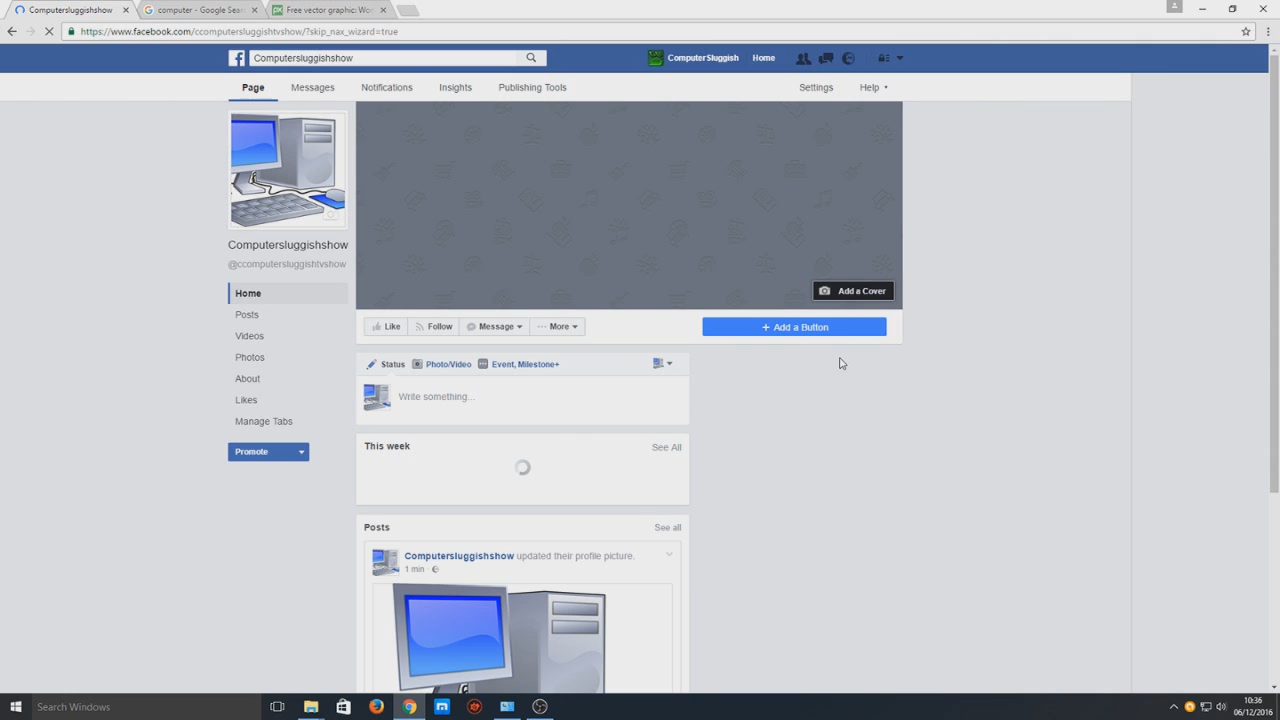 Computersluggishshow
computer - Google Sear
Free vector graphic: Wor
https://www.facebook.com/ccomputersluggishtvshow/?skip_nax_wizard=true
Computersluggishshow
ComputerSluggish
Home
Page
Messages
Notifications
Insights
Publishing Tools
Settings
Help
Computersluggishshow
@ccomputersluggishtvshow
Add a Cover
Home
Posts
Videos
Photos
About
Likes
Manage Tabs
Promote
Like
Follow
Message
··· More
+ Add a Button
Status
Photo/Video
Event, Milestone+
Write something...
This week
See All
Posts
See all
Computersluggishshow updated their profile picture.
1 min ·
Search Windows
10:36
06/12/2016